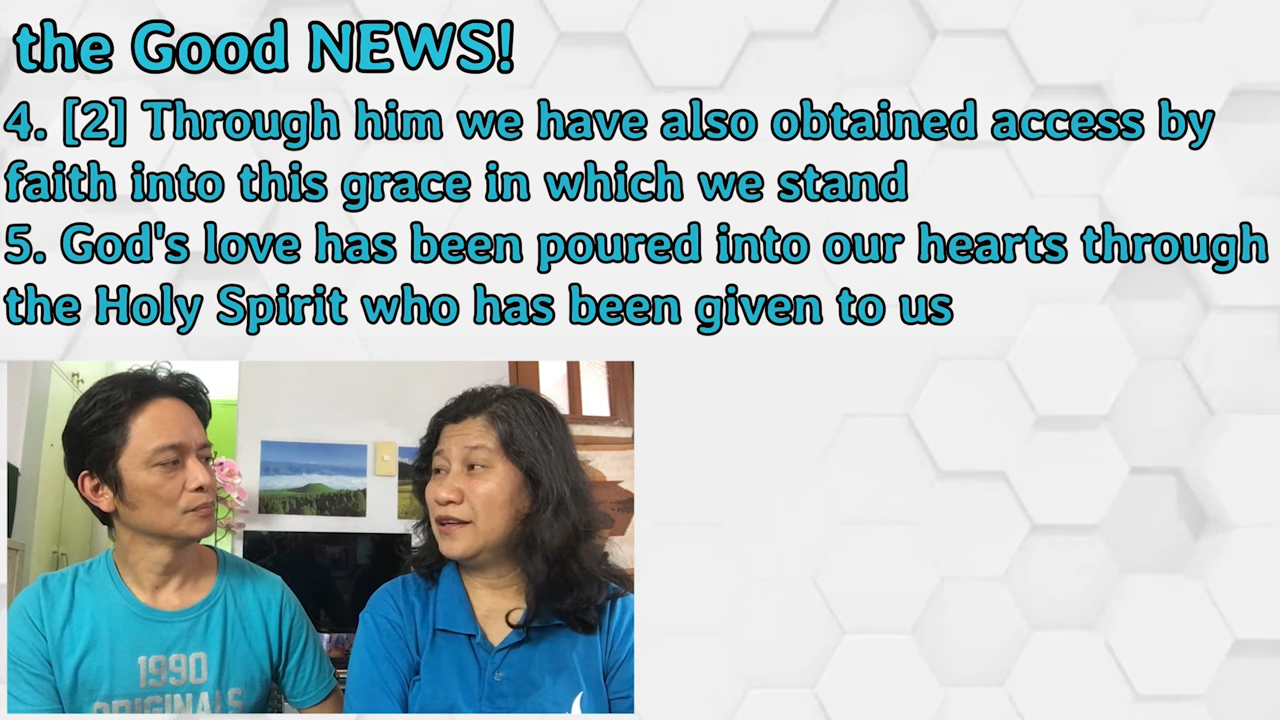 the Good NEWS!
4. [2] Through him we have also obtained access by
faith into this grace in which we stand
5. God's love has been poured into our hearts through
the Holy Spirit who has been given to us
1990
ORIGINALS